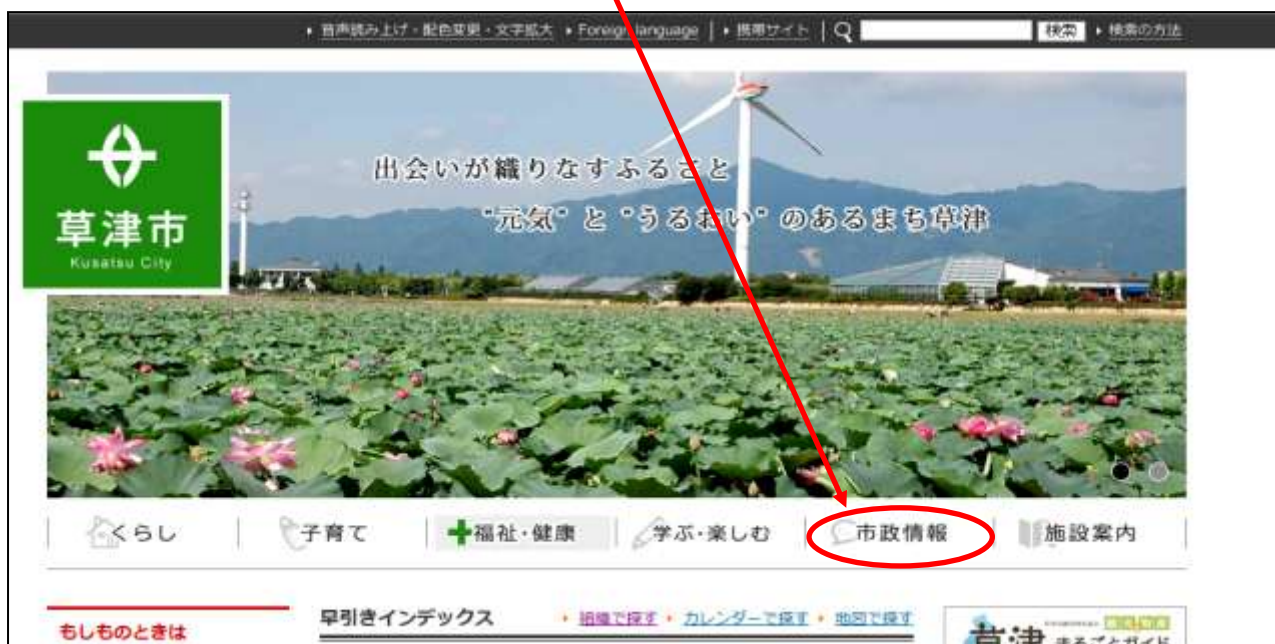 音声読み上げ・配色変更・文字拡大 Foreign language 携帯サイト 検索 検索の方法
草津市
Kusatsu City
出会いが織りなすふるさと
"元気" と "うるおい" のあるまち草津
くらし 子育て 福祉・健康 学ぶ・楽しむ 市政情報 施設案内
もしものときは
早引きインデックス ・ 組織で探す ・ カレンダーで探す ・ 地図で探す
草津 まるごとガイド